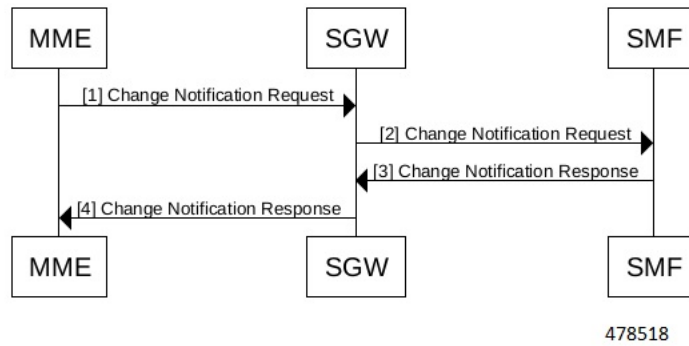 MME SGW SMF
[1] Change Notification Request
[2] Change Notification Request
[3] Change Notification Response
[4] Change Notification Response
MME SGW SMF
478518